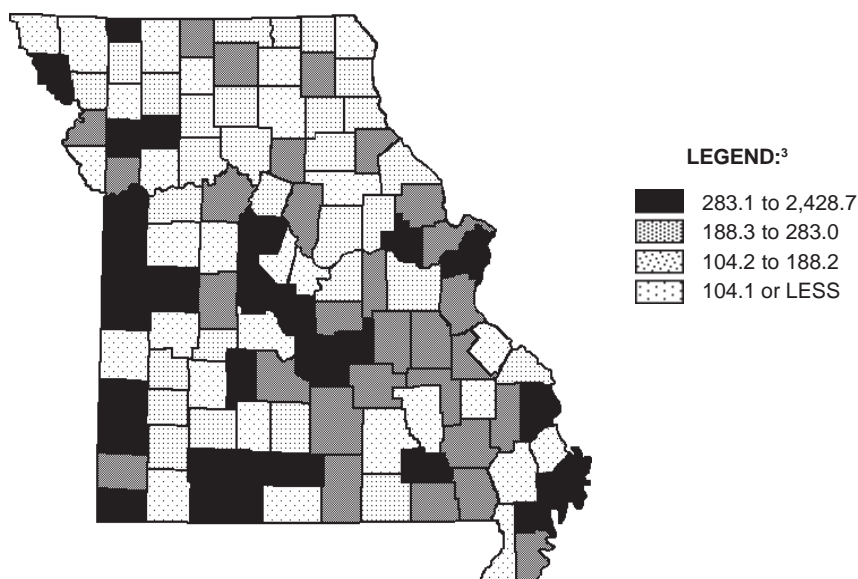 LEGEND:³
283.1 to 2,428.7
188.3 to 283.0
104.2 to 188.2
104.1 or LESS